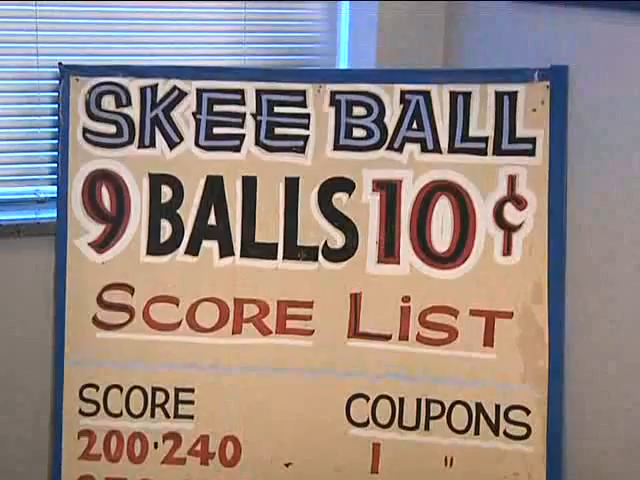 SKEE BALL
9 BALLS 10¢
SCORE LiST
SCORE COUPONS
200·240 1 "